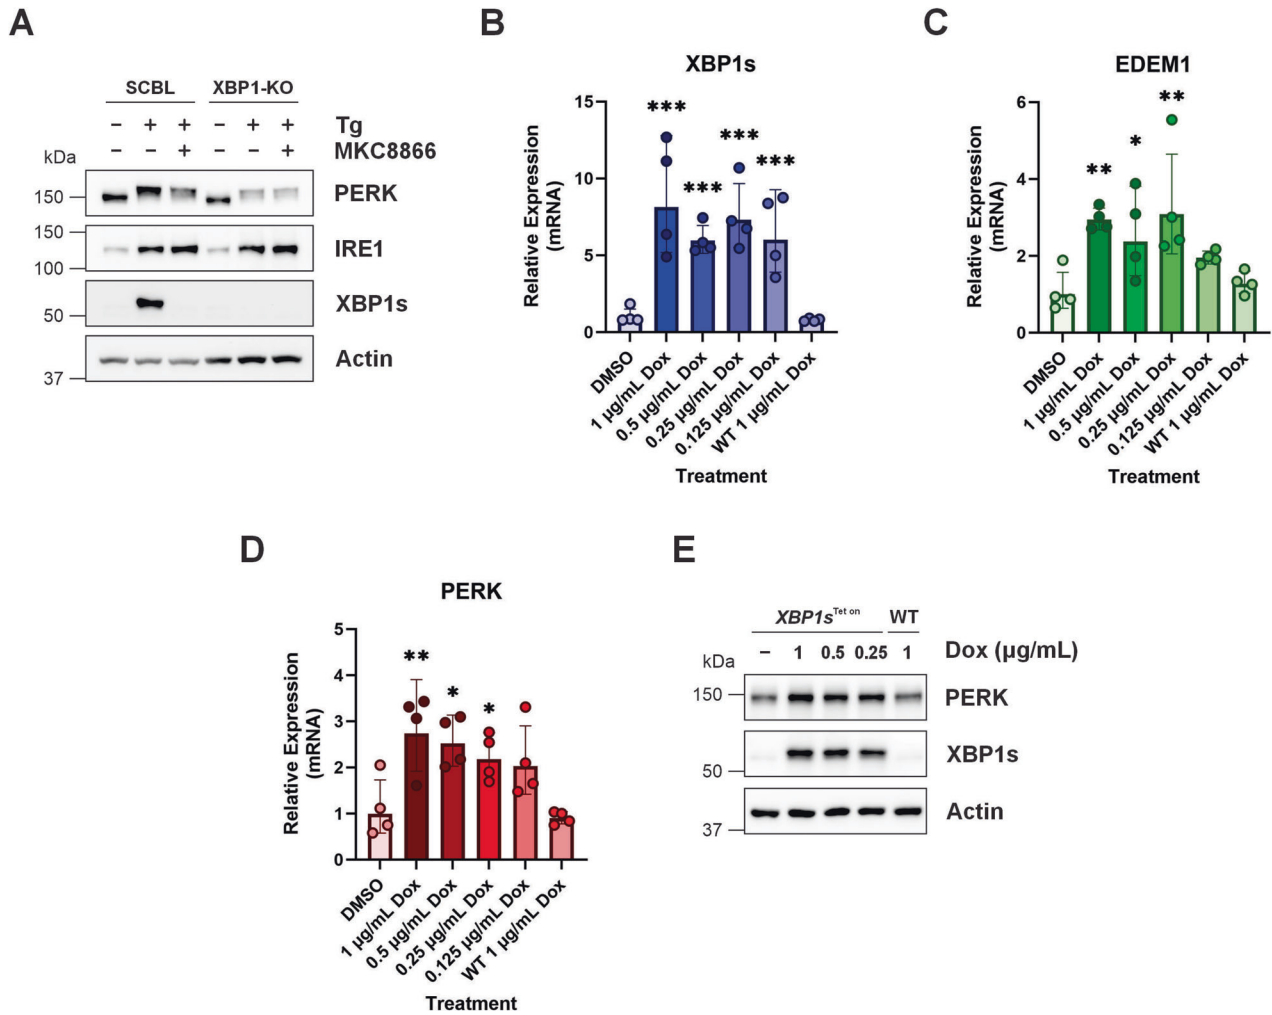 A
SCBL XBP1-KO
– + + – + + Tg
– – + – – + MKC8866
kDa
150 PERK
150
100
IRE1
50
XBP1s
37
Actin
B
XBP1s
Relative Expression
(mRNA)
15
10
5
0
*** *** *** ***
DMSO
1 µg/mL Dox
0.5 µg/mL Dox
0.25 µg/mL Dox
0.125 µg/mL Dox
WT 1 µg/mL Dox
Treatment
C
EDEM1
Relative Expression
(mRNA)
6
4
2
0
** * **
DMSO
1 µg/mL Dox
0.5 µg/mL Dox
0.25 µg/mL Dox
0.125 µg/mL Dox
WT 1 µg/mL Dox
Treatment
D
PERK
Relative Expression
(mRNA)
5
4
3
2
1
0
** * *
DMSO
1 µg/mL Dox
0.5 µg/mL Dox
0.25 µg/mL Dox
0.125 µg/mL Dox
WT 1 µg/mL Dox
Treatment
E
XBP1sTet on WT
– 1 0.5 0.25 1 Dox (µg/mL)
kDa
150 PERK
50
XBP1s
37
Actin